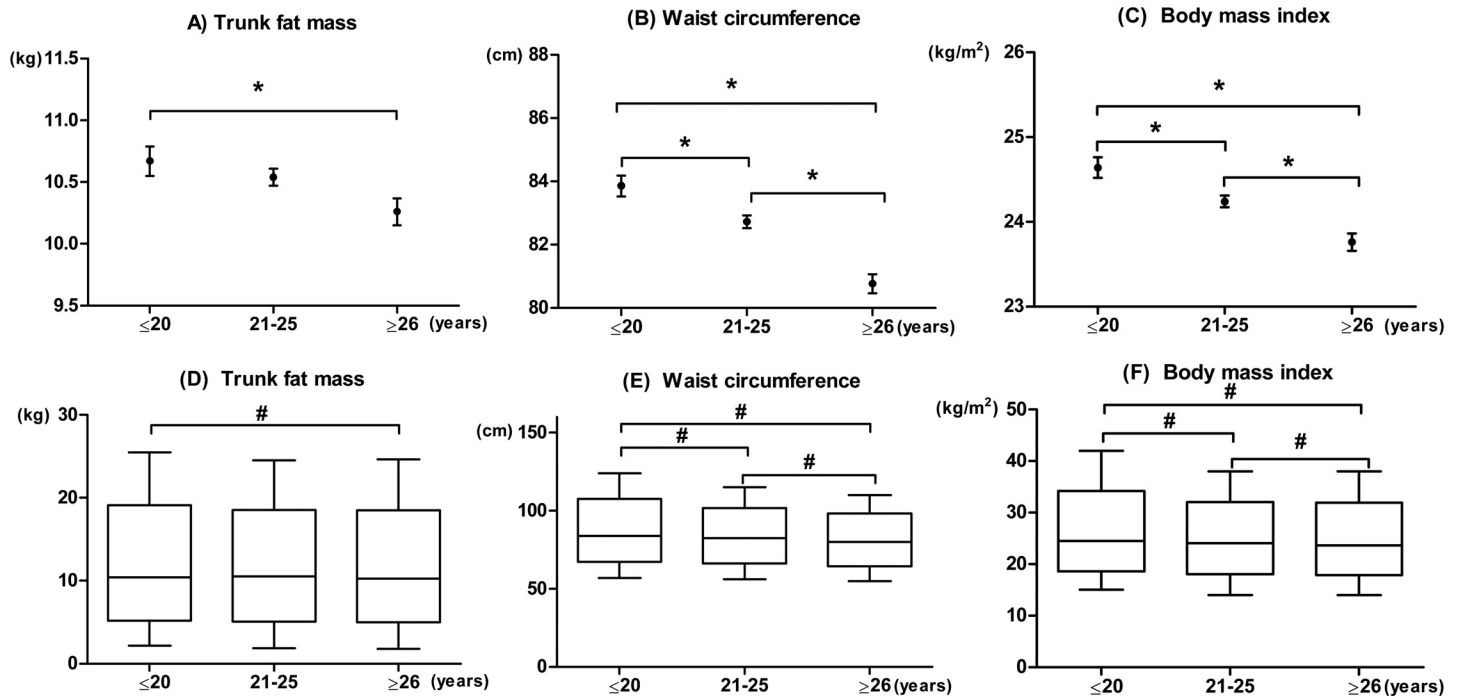 A) Trunk fat mass
(kg)
11.5
11.0
10.5
10.0
9.5
*
≤20 21-25 ≥26 (years)
(B) Waist circumference
(cm)
88
86
84
82
80
*
*
*
≤20 21-25 ≥26 (years)
(C) Body mass index
(kg/m²)
26
25
24
23
*
*
*
≤20 21-25 ≥26 (years)
(D) Trunk fat mass
(kg)
30
20
10
0
#
≤20 21-25 ≥26 (years)
(E) Waist circumference
(cm)
150
100
50
0
#
#
#
≤20 21-25 ≥26 (years)
(F) Body mass index
(kg/m²)
50
40
30
20
10
0
#
#
#
≤20 21-25 ≥26 (years)